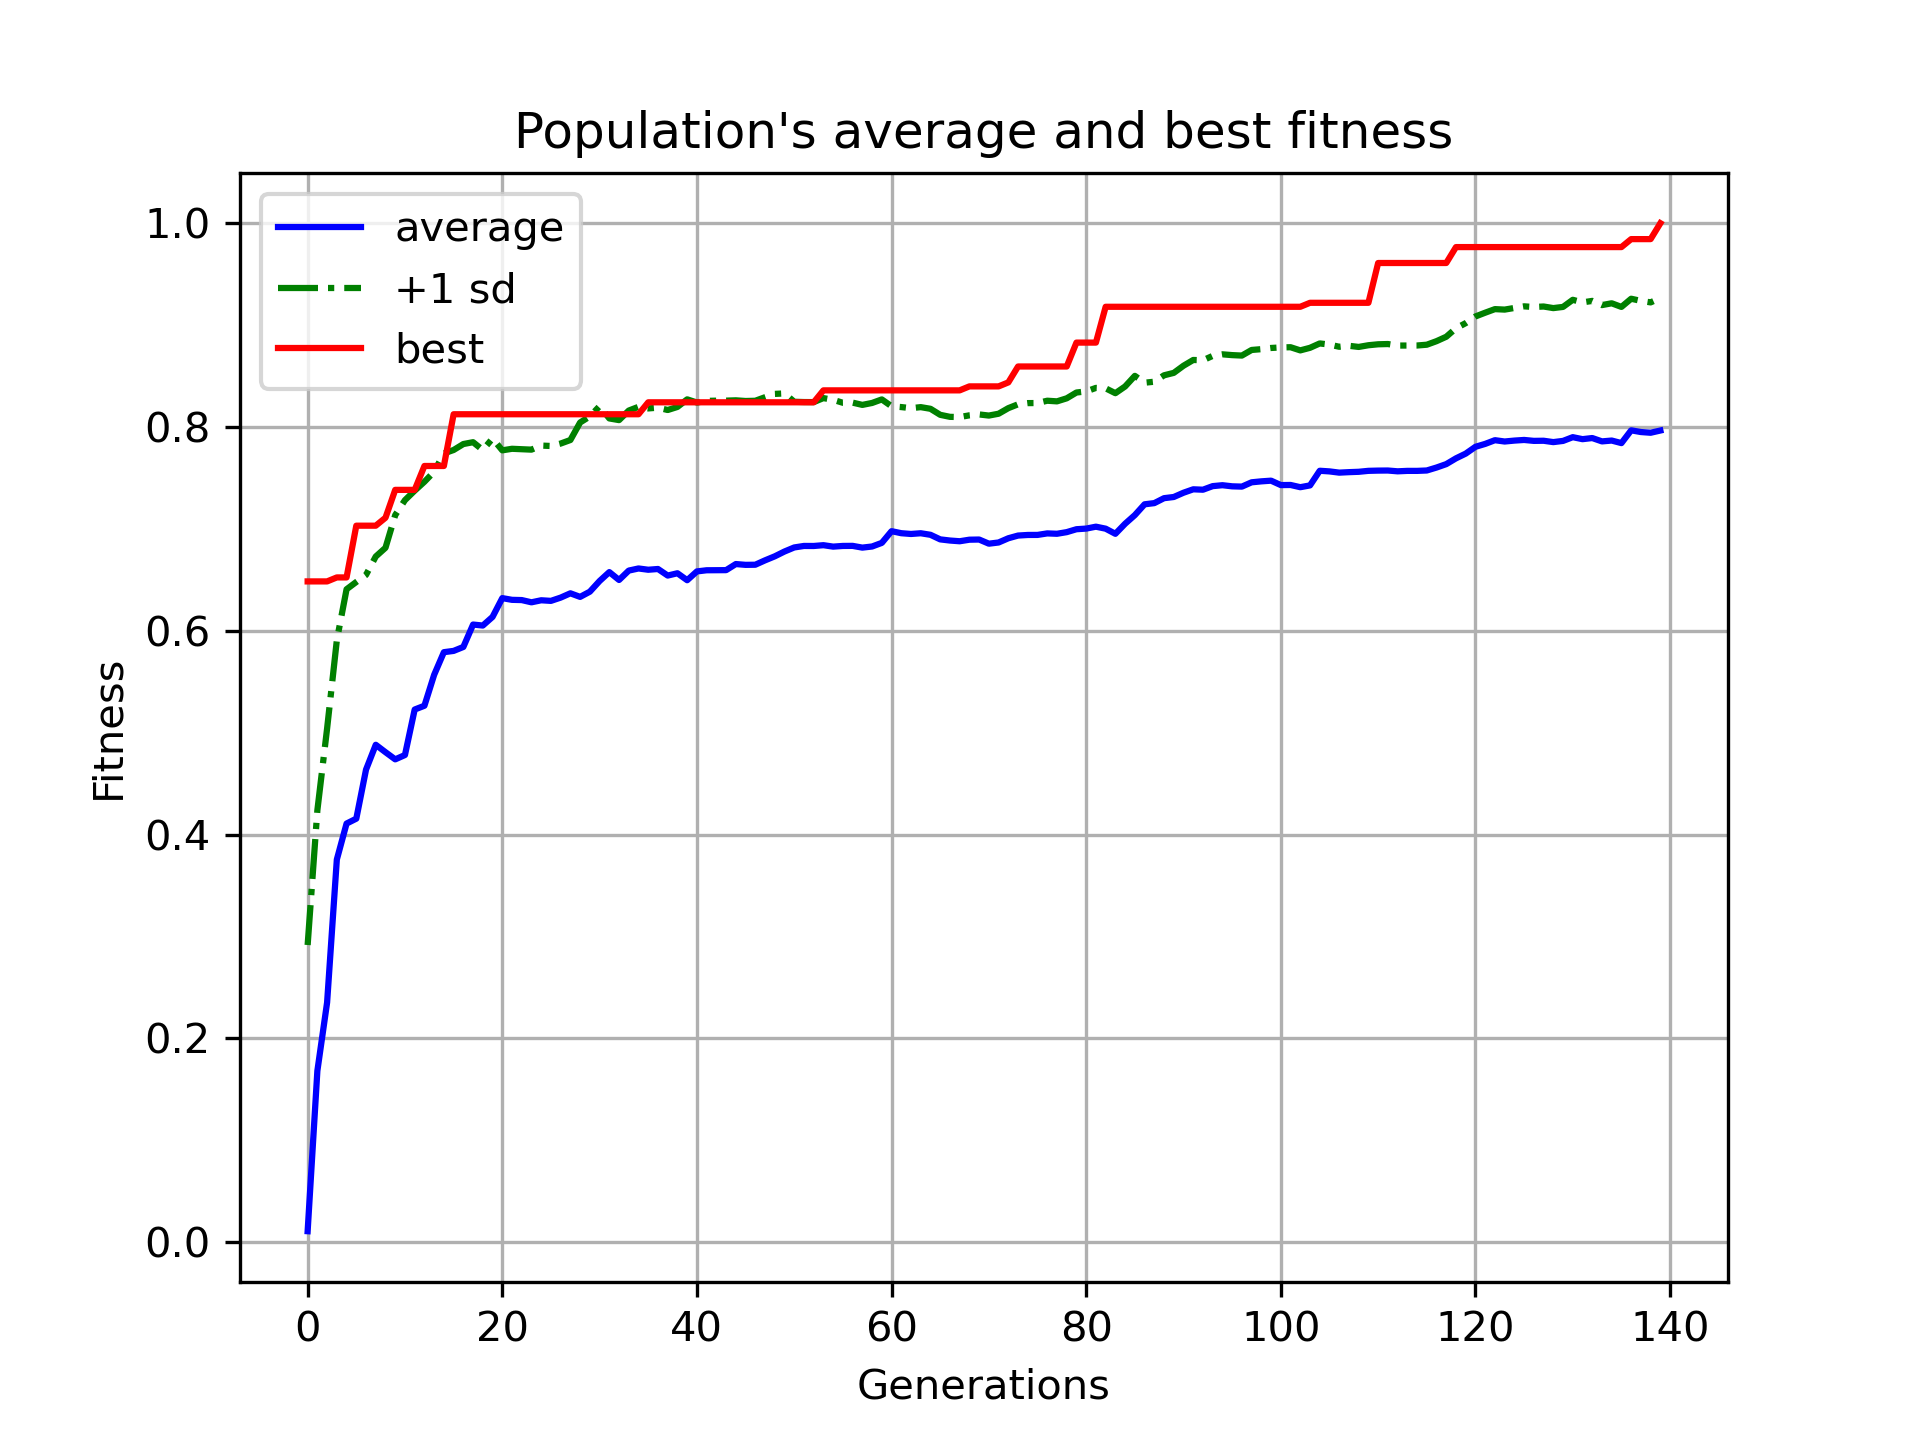 Population's average and best fitness
average
+1 sd
best
1.0
0.8
0.6
0.4
0.2
0.0
Fitness
0 20 40 60 80 100 120 140
Generations